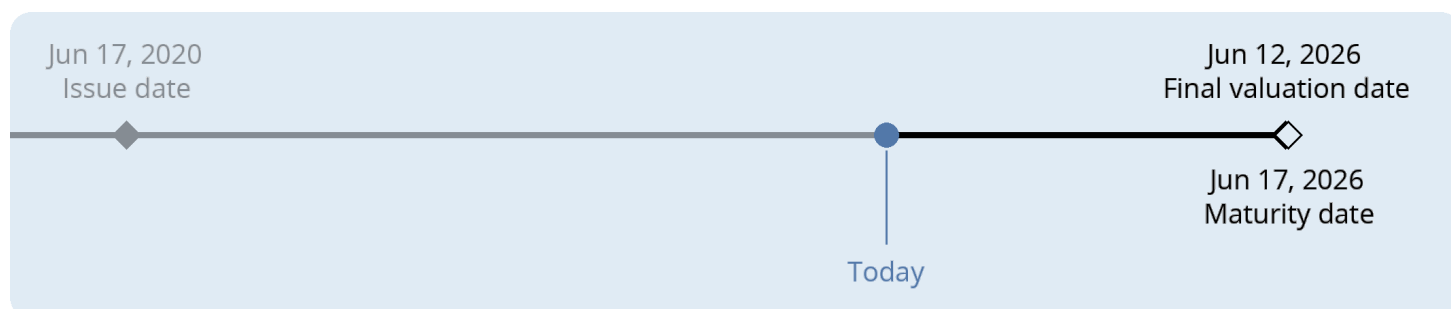 Jun 17, 2020
Issue date
Jun 12, 2026
Final valuation date
Jun 17, 2026
Maturity date
Today